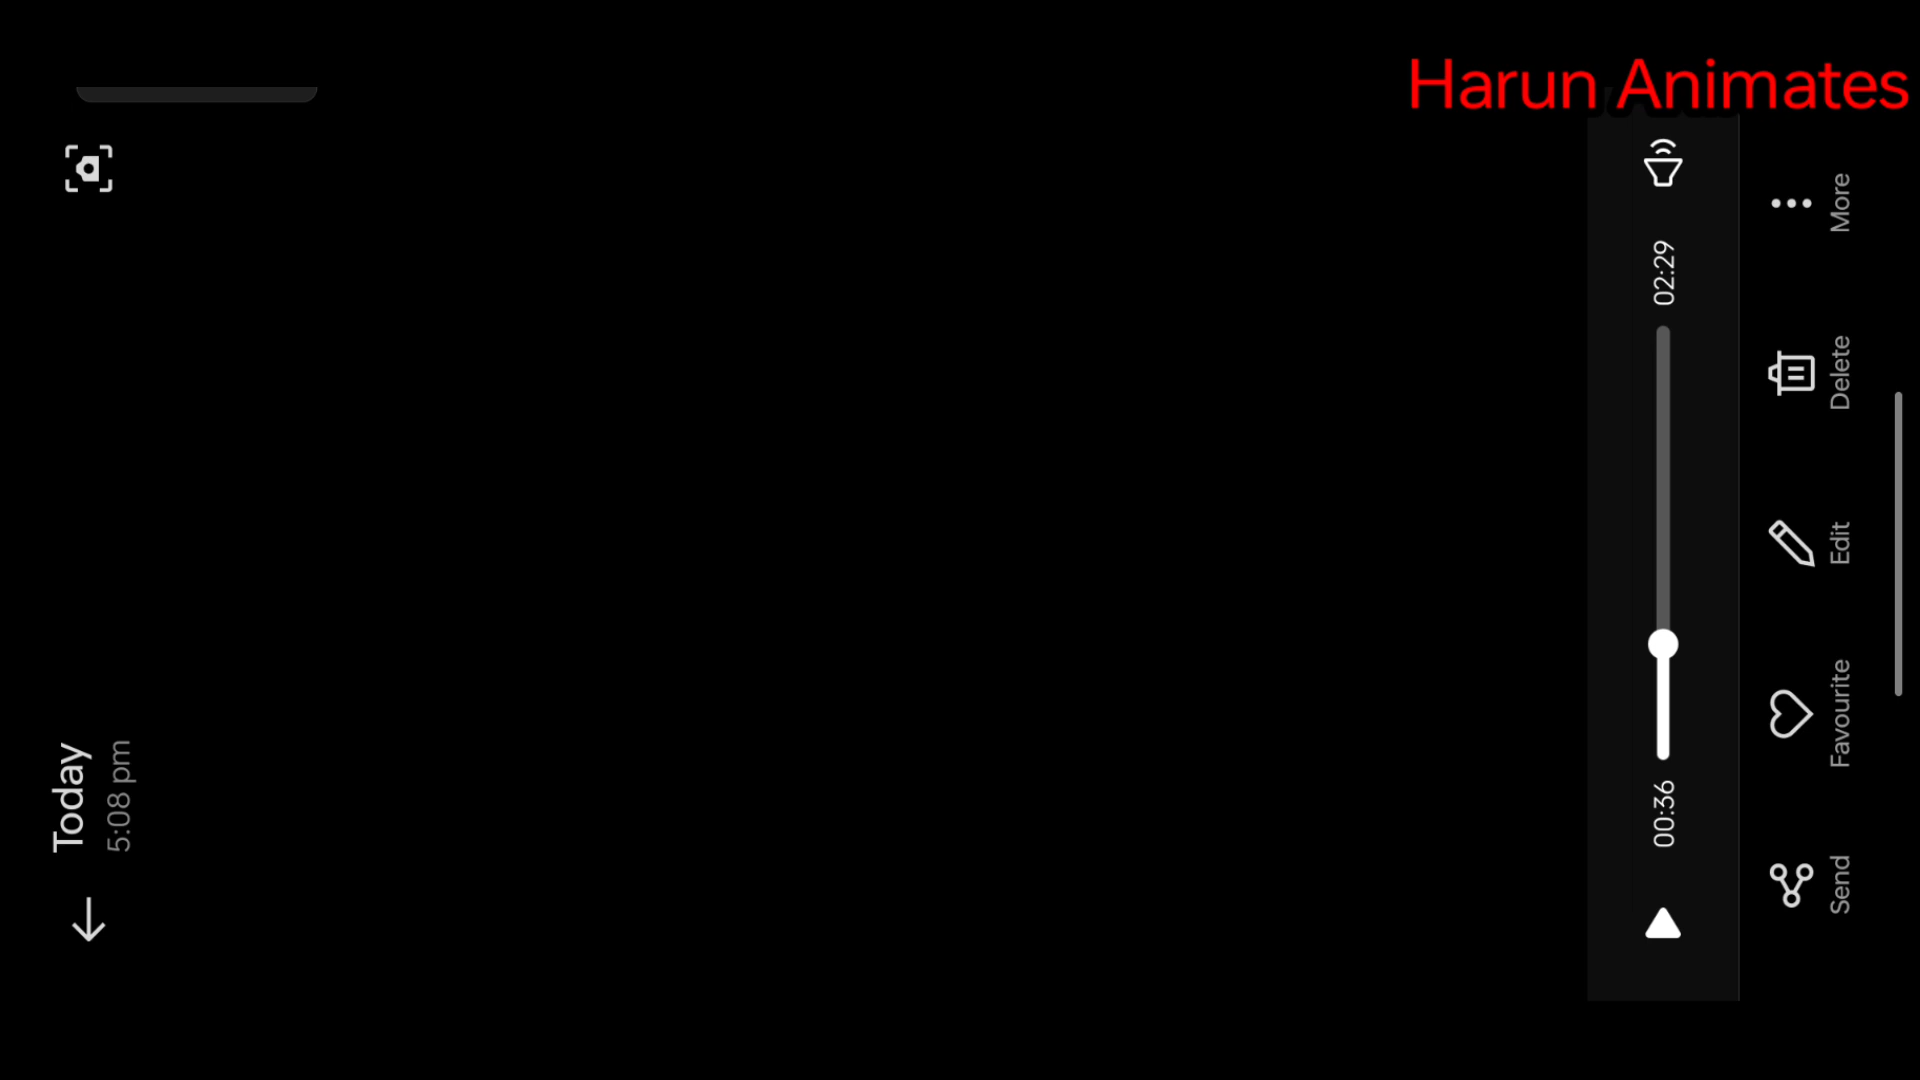 Harun Animates
Today
5:08 pm
00:36
02:29
Send
Favourite
Edit
Delete
More